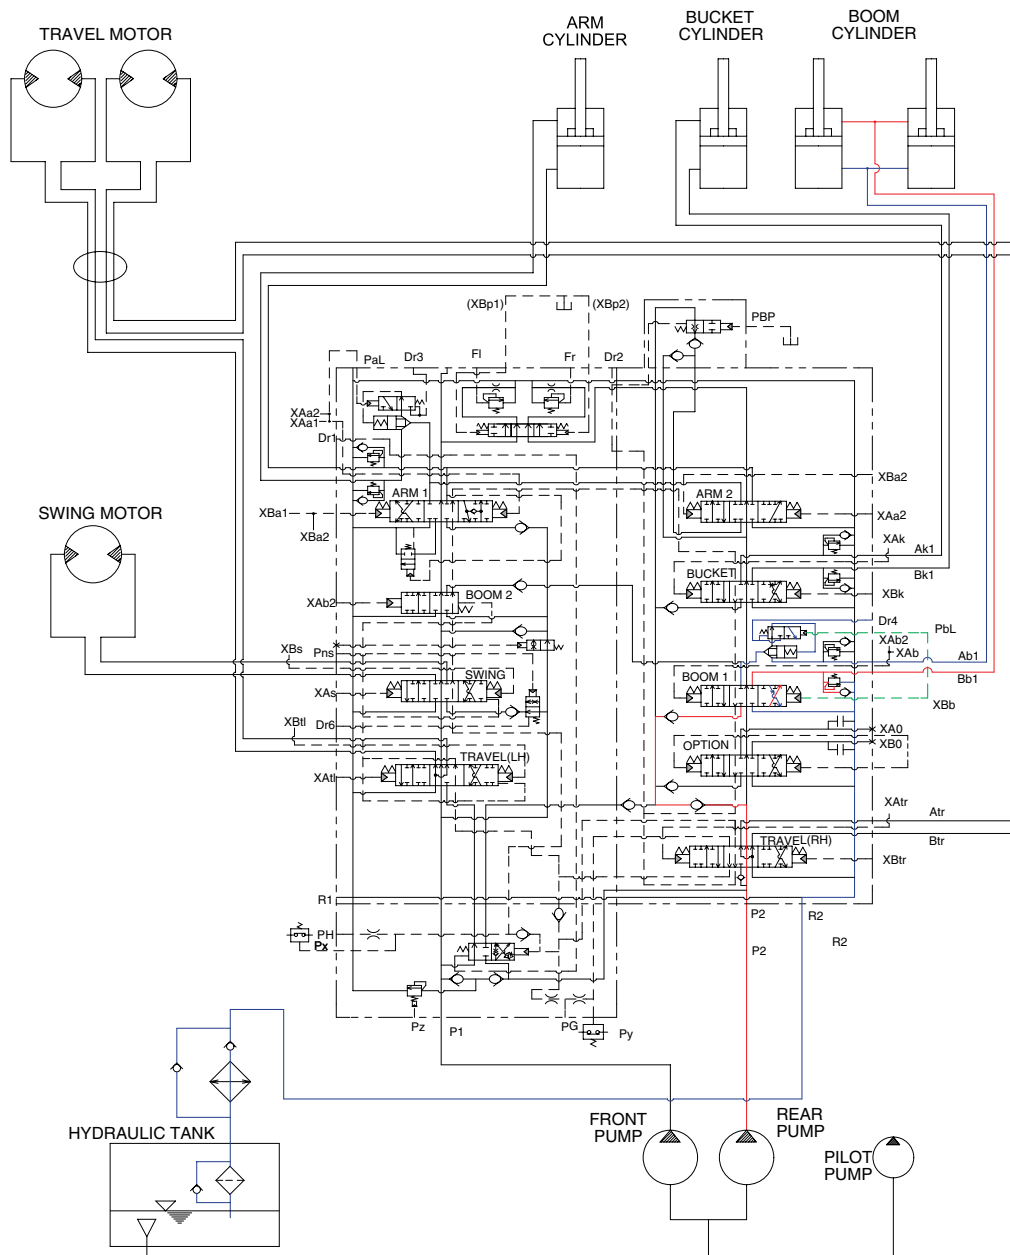 TRAVEL MOTOR
ARM
CYLINDER
BUCKET
CYLINDER
BOOM
CYLINDER
(XBp1)
(XBp2)
PBP
PaL
Dr3
Fl
Fr
Dr2
XAa2
XAa1
Dr1
XBa2
ARM 1
ARM 2
XBa1
XAa2
XBa2
SWING MOTOR
XAk
Ak1
BUCKET
Bk1
XBk
BOOM 2
XAb2
Dr4
PbL
XAb2
XBs
XAb
Pns
Ab1
SWING
Bb1
BOOM 1
XAs
XBb
XBtl
Dr6
XA0
XB0
OPTION
TRAVEL(LH)
XAtl
XAtr
Atr
TRAVEL(RH)
Btr
XBtr
R1
P2
R2
PH
Px
P2
R2
Pz
P1
PG
Py
FRONT
PUMP
REAR
PUMP
HYDRAULIC TANK
PILOT
PUMP